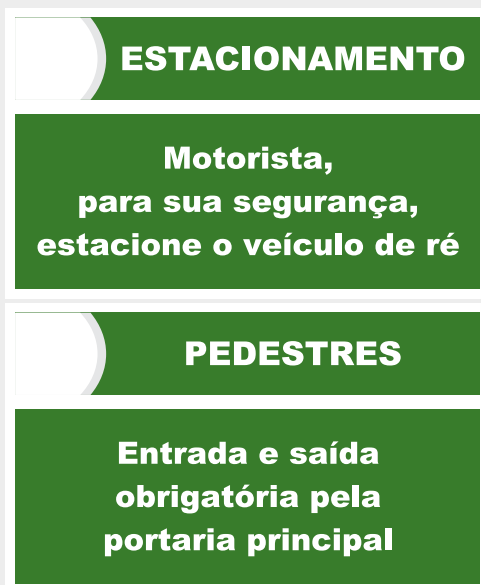 ESTACIONAMENTO
Motorista,
para sua segurança,
estacione o veículo de ré
PEDESTRES
Entrada e saída
obrigatória pela
portaria principal